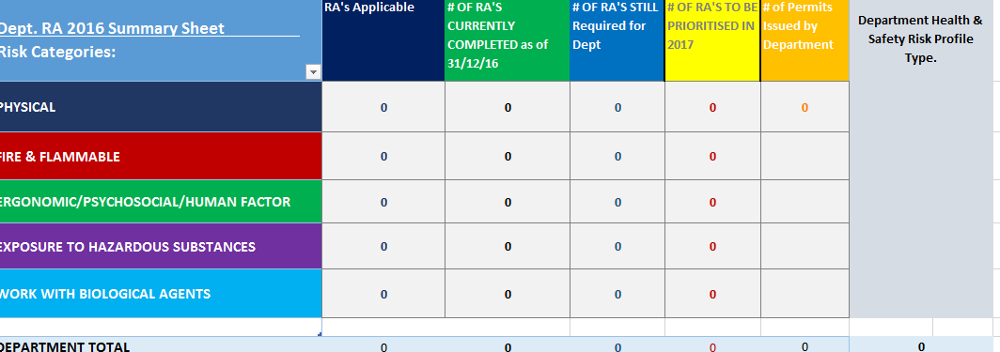 Dept. RA 2016 Summary Sheet
Risk Categories:
RA's Applicable
# OF RA'S
CURRENTLY
COMPLETED as of
31/12/16
# OF RA'S STILL
Required for
Dept
# OF RA'S TO BE
PRIORITISED IN
2017
# of Permits
Issued by
Department
Department Health &
Safety Risk Profile
Type.
PHYSICAL 0 0 0 0 0
FIRE & FLAMMABLE 0 0 0 0
ERGONOMIC/PSYCHOSOCIAL/HUMAN FACTOR 0 0 0 0
EXPOSURE TO HAZARDOUS SUBSTANCES 0 0 0 0
WORK WITH BIOLOGICAL AGENTS 0 0 0 0
DEPARTMENT TOTAL 0 0 0 0 0 0